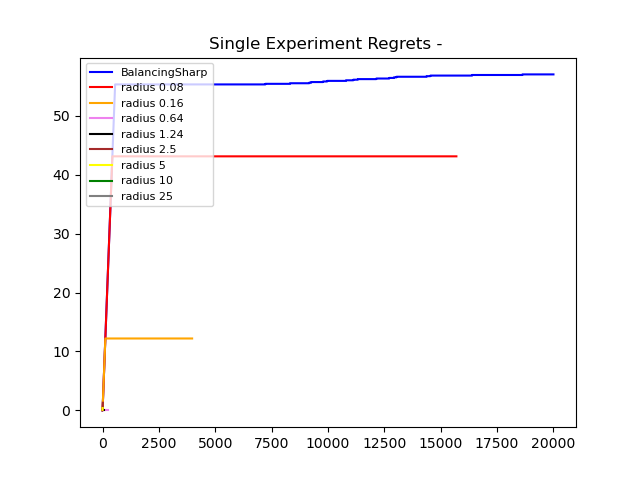 Single Experiment Regrets -
BalancingSharp
radius 0.08
radius 0.16
radius 0.64
radius 1.24
radius 2.5
radius 5
radius 10
radius 25
50
40
30
20
10
0
0 2500 5000 7500 10000 12500 15000 17500 20000